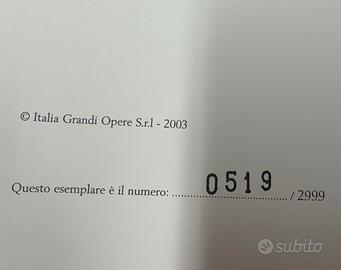 © Italia Grandi Opere S.r.l - 2003
Questo esemplare è il numero: .............0519............. / 2999
subito